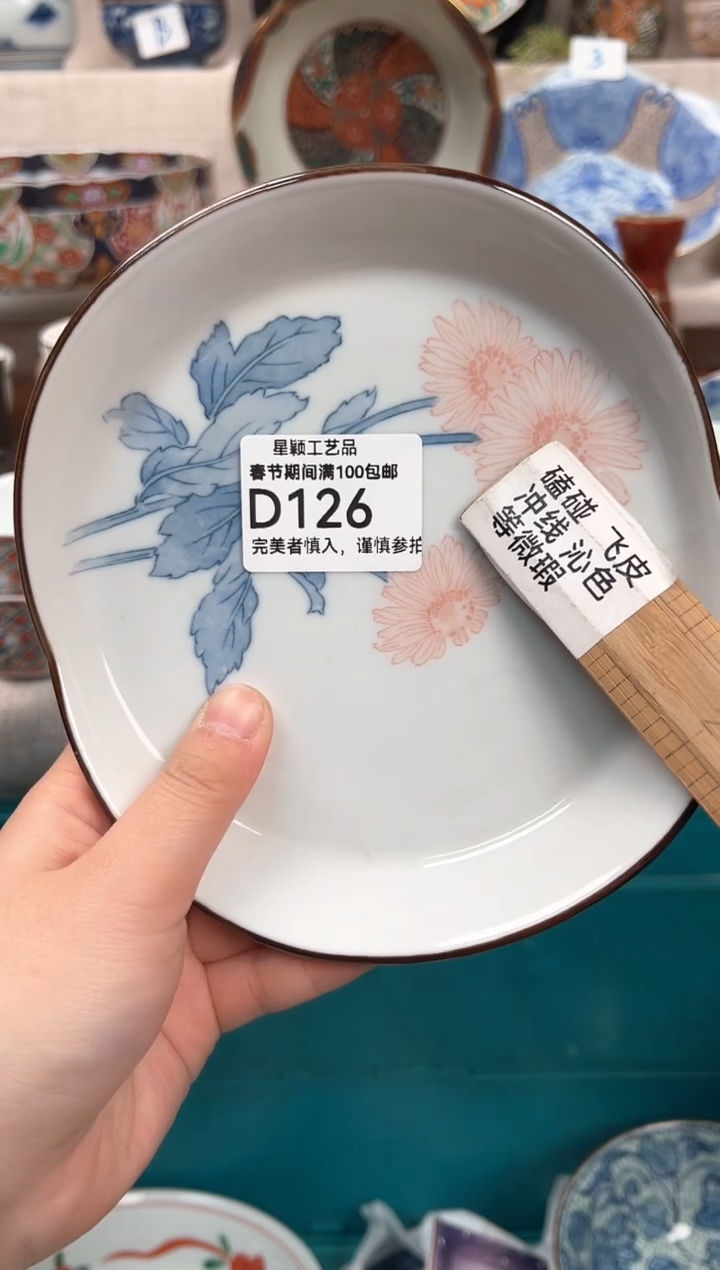 B
3
星颖工艺品
春节期间满100包邮
D126
完美者慎入，谨慎参拍
磕碰 飞皮
冲线 沁色
等微瑕